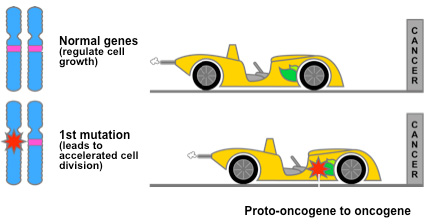 Normal genes
(regulate cell
growth)
CANCER
1st mutation
(leads to
accelerated cell
division)
CANCER
Proto-oncogene to oncogene